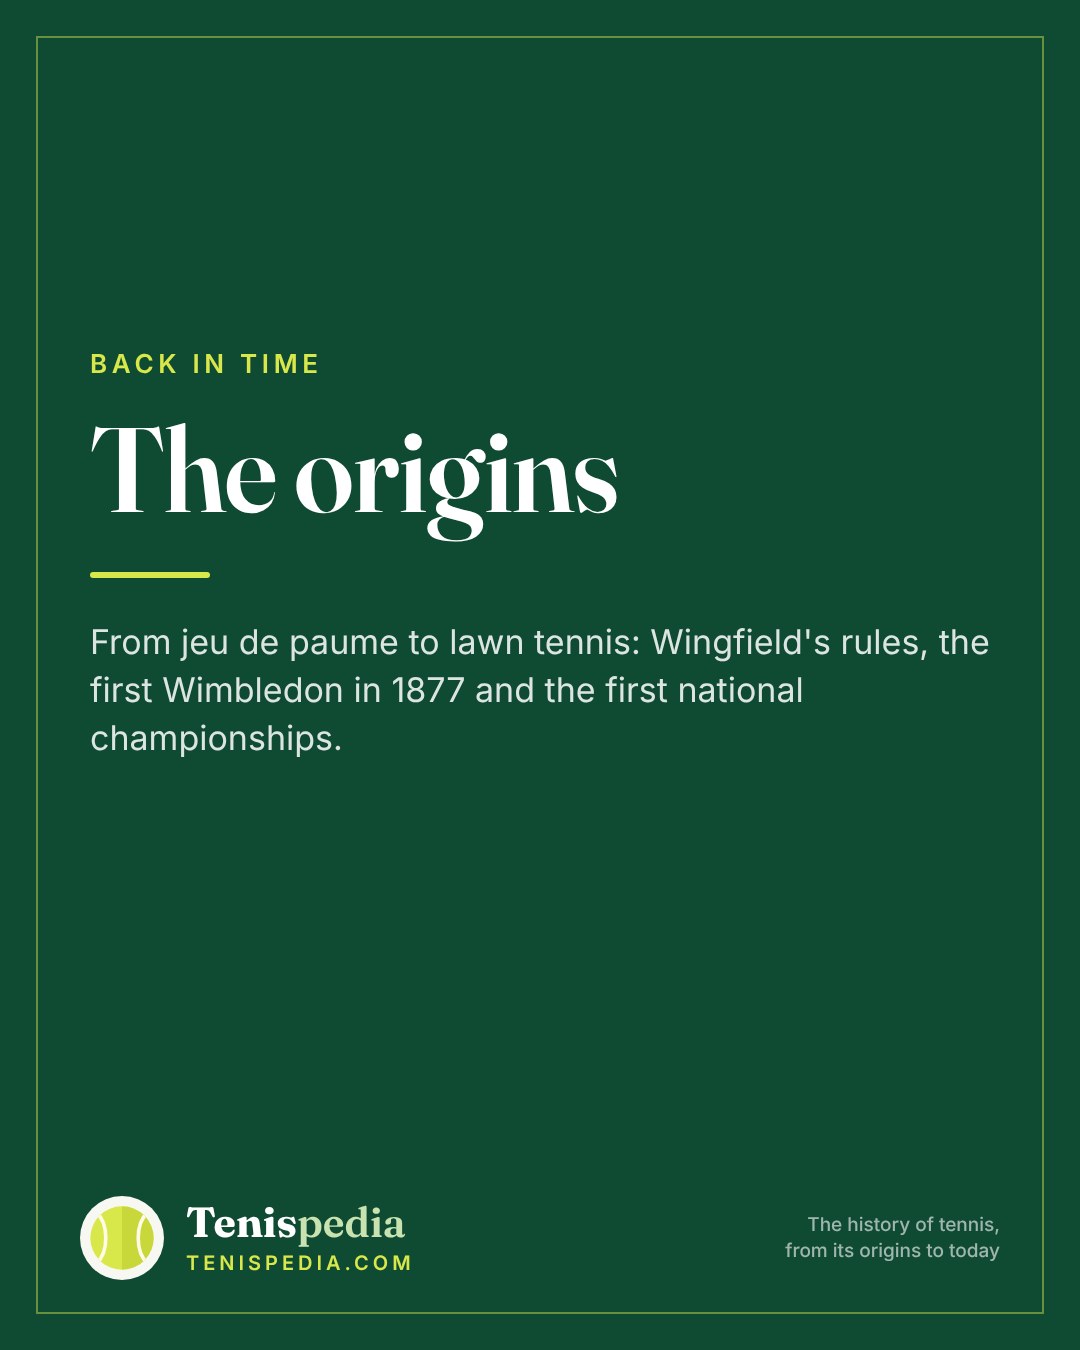 BACK IN TIME
The origins
From jeu de paume to lawn tennis: Wingfield's rules, the
first Wimbledon in 1877 and the first national
championships.
Tenispedia
TENISPEDIA.COM
The history of tennis,
from its origins to today